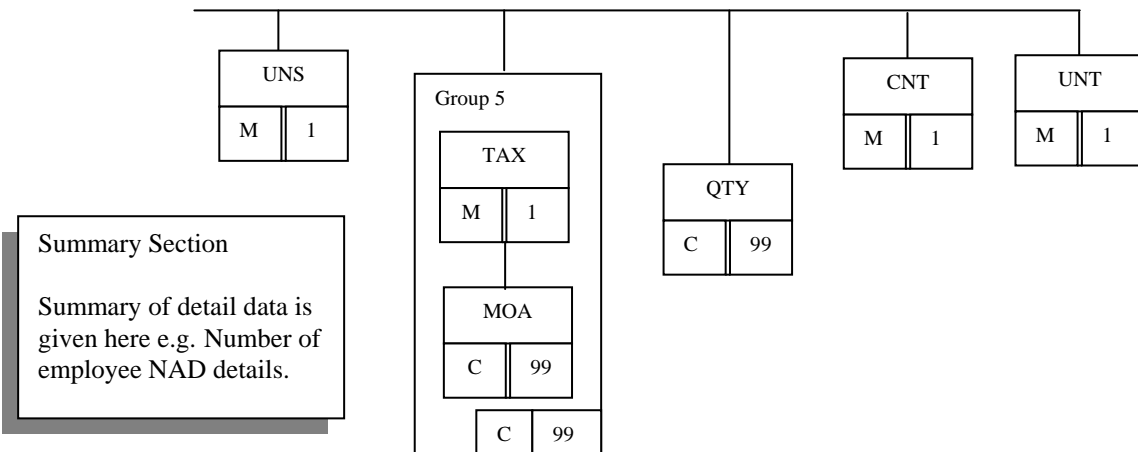 UNS
M 1
Group 5
TAX
M 1
MOA
C 99
C 99
QTY
C 99
CNT
M 1
UNT
M 1
Summary Section
Summary of detail data is
given here e.g. Number of
employee NAD details.